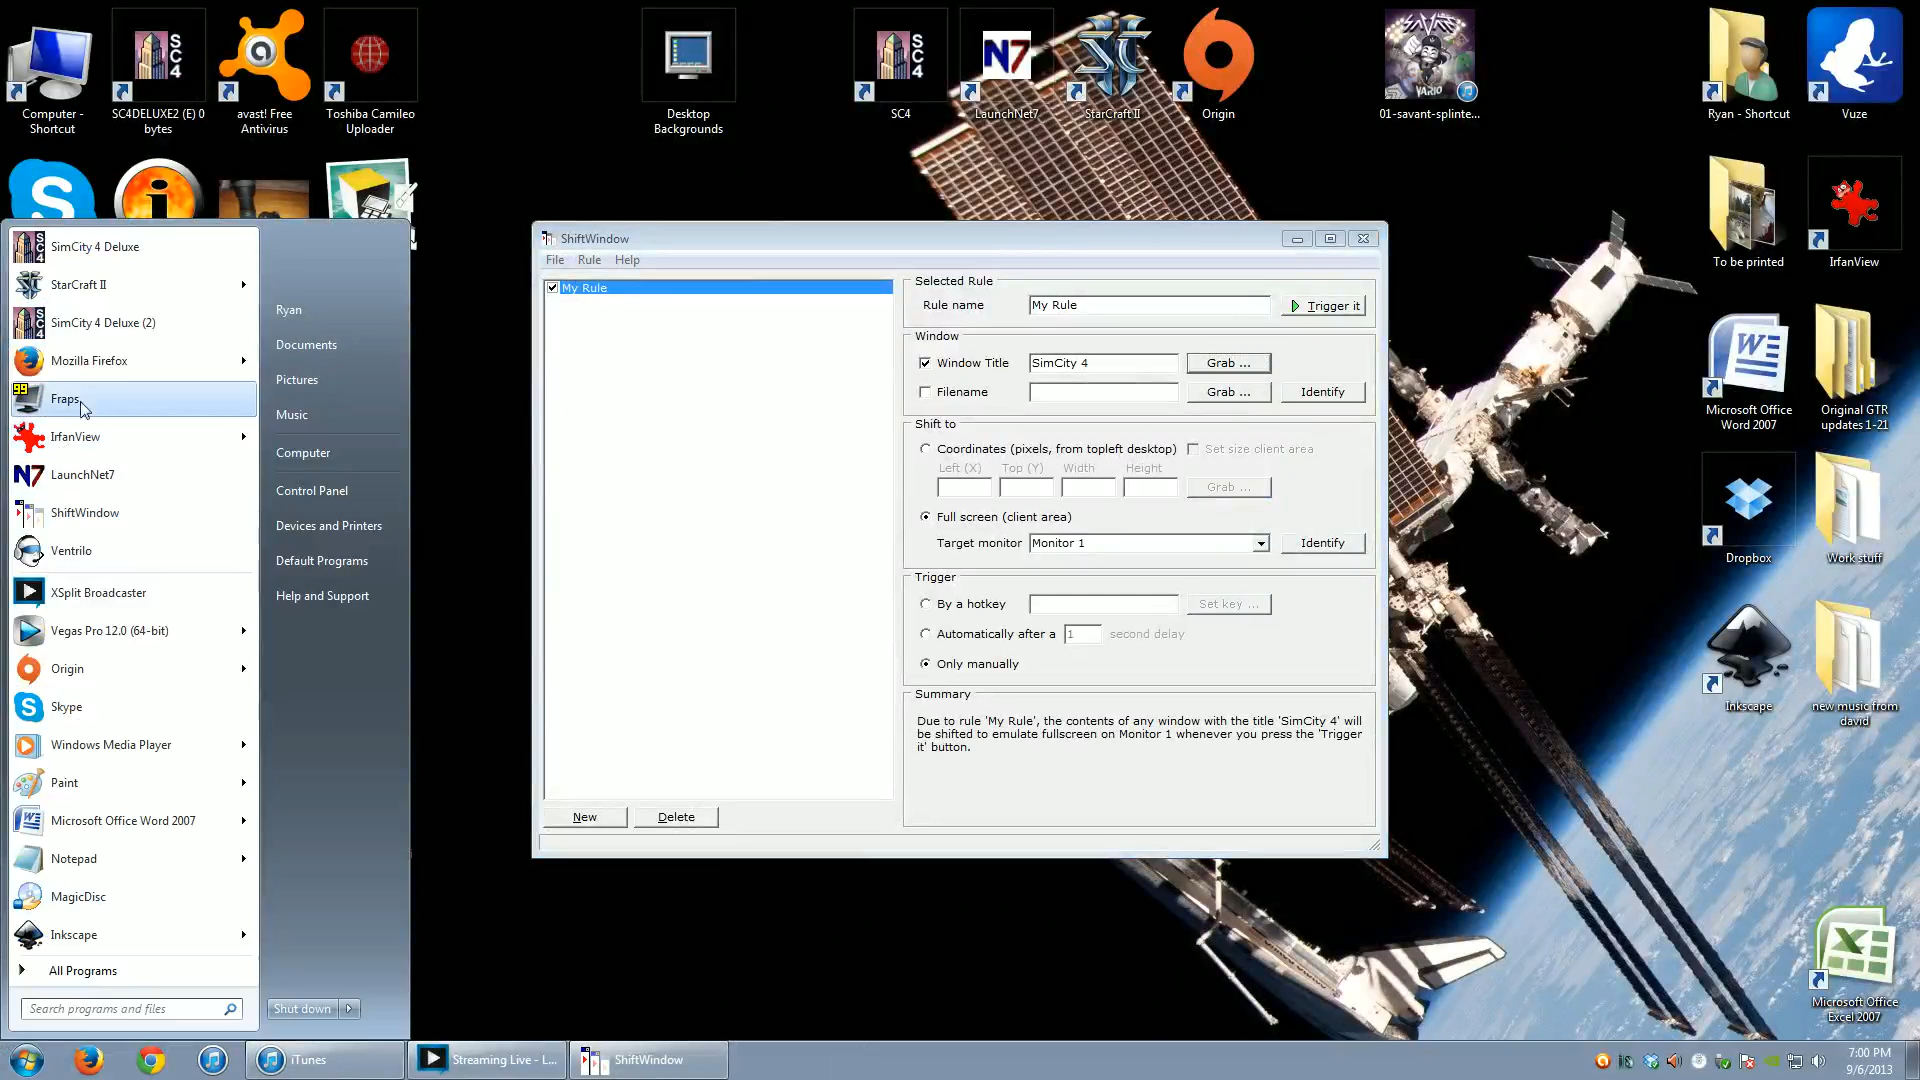 Computer -
Shortcut
SC4DELUXE2 (E) 0
bytes
avast! Free
Antivirus
Toshiba Camileo
Uploader
Desktop
Backgrounds
SC4
SC4
SC4
N7
LaunchNet7
StarCraft II
Origin
SAVANT
VARIO
01-savant-splinte...
Ryan - Shortcut
Vuze
To be printed
IrfanView
Microsoft Office
Word 2007
Original GTR
updates 1-21
Dropbox
Work stuff
Inkscape
new music from
david
Microsoft Office
Excel 2007
SimCity 4 Deluxe
StarCraft II
SimCity 4 Deluxe (2)
Mozilla Firefox
99
Fraps
IrfanView
N7
LaunchNet7
ShiftWindow
Ventrilo
XSplit Broadcaster
Vegas Pro 12.0 (64-bit)
Origin
Skype
Windows Media Player
Paint
Microsoft Office Word 2007
Notepad
MagicDisc
Inkscape
All Programs
Search programs and files
Ryan
Documents
Pictures
Music
Computer
Control Panel
Devices and Printers
Default Programs
Help and Support
Shut down
ShiftWindow
File Rule Help
My Rule
New Delete
Selected Rule
Rule name My Rule Trigger it
Window
Window Title SimCity 4 Grab ...
Filename Grab ... Identify
Shift to
Coordinates (pixels, from topleft desktop) Set size client area
Left (X) Top (Y) Width Height
Grab ...
Full screen (client area)
Target monitor Monitor 1 Identify
Trigger
By a hotkey Set key ...
Automatically after a 1 second delay
Only manually
Summary
Due to rule 'My Rule', the contents of any window with the title 'SimCity 4' will
be shifted to emulate fullscreen on Monitor 1 whenever you press the 'Trigger
it' button.
iTunes
Streaming Live - L...
ShiftWindow
7:00 PM
9/6/2013